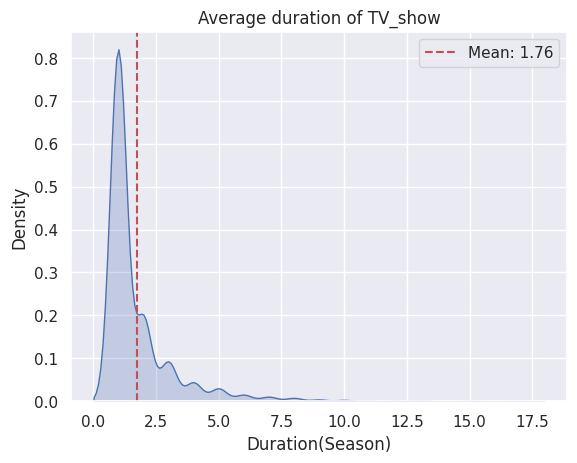 Average duration of TV_show
Mean: 1.76
0.8
0.7
0.6
0.5
0.4
0.3
0.2
0.1
0.0
Density
0.0 2.5 5.0 7.5 10.0 12.5 15.0 17.5
Duration(Season)